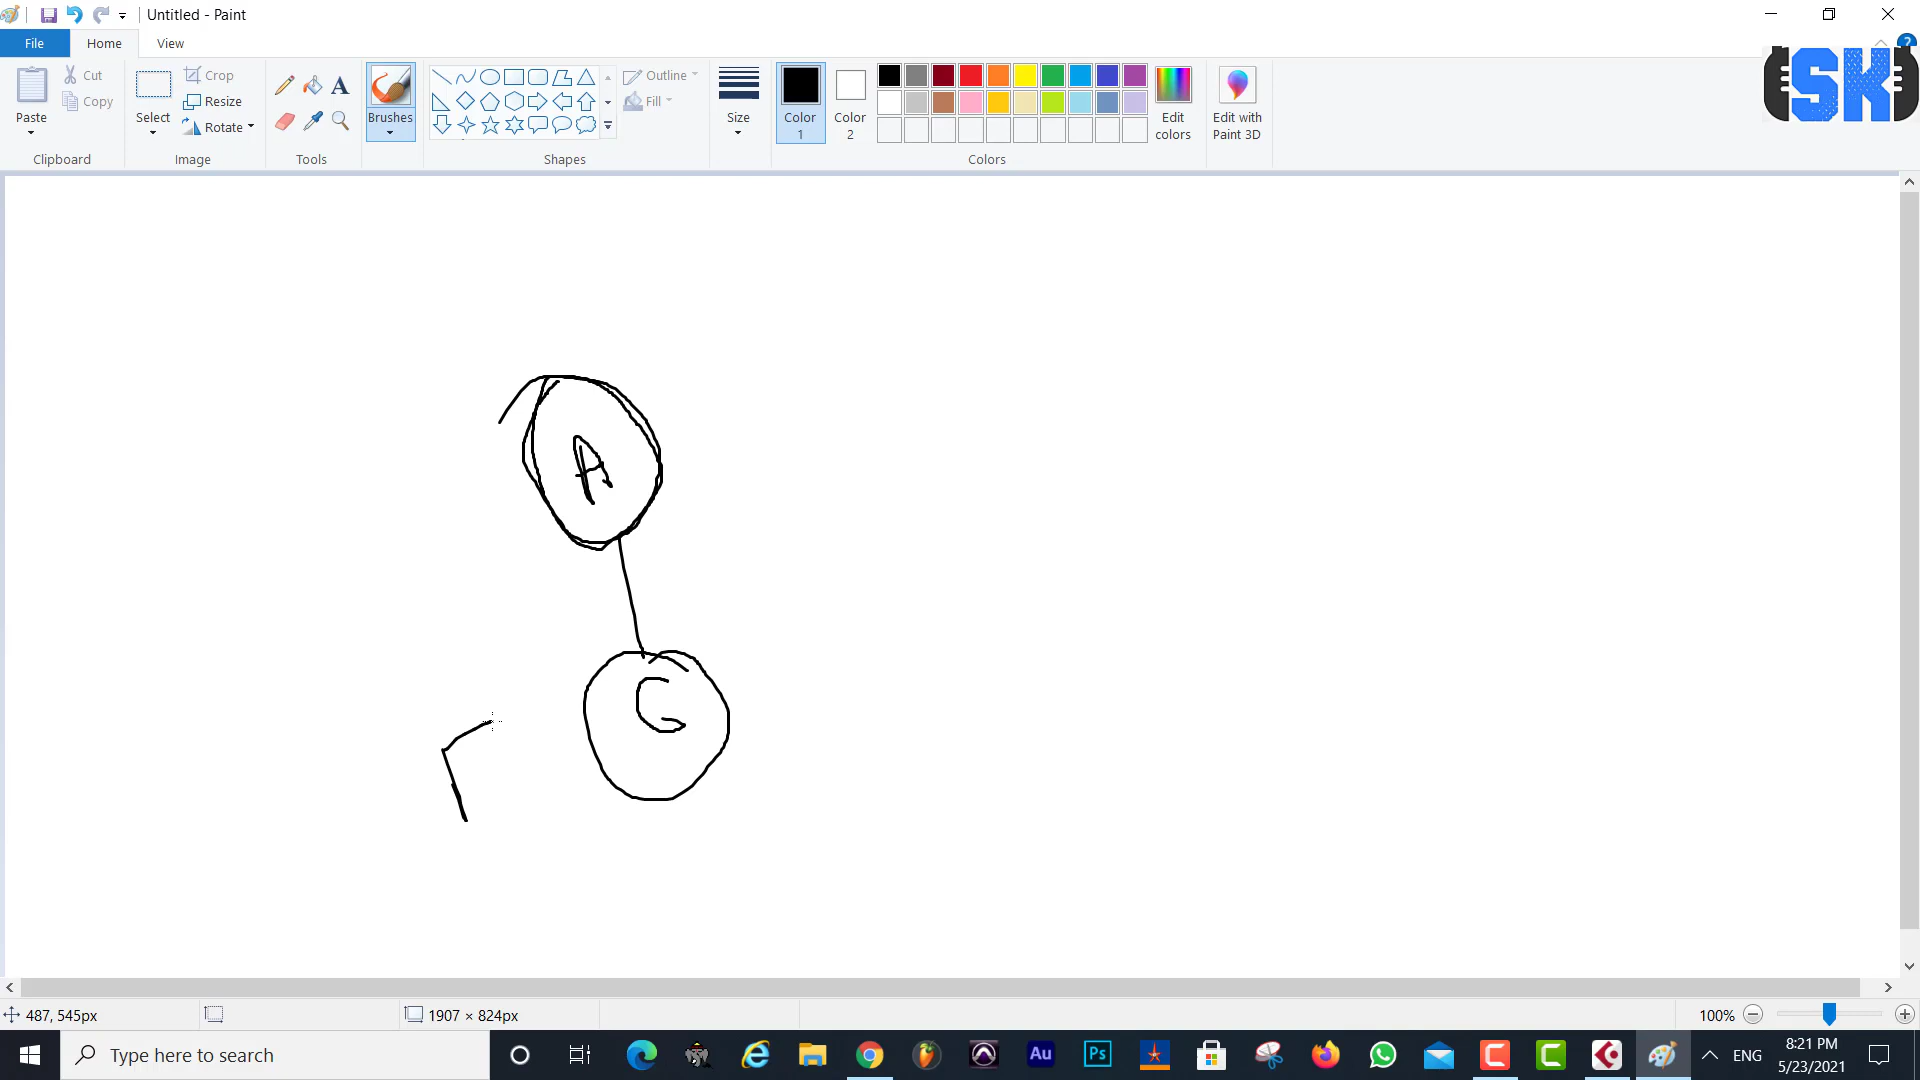 Untitled - Paint
File Home View
Paste
Cut
Copy
Clipboard
Select
Crop
Resize
Rotate
Image
Tools
Brushes
Outline
Fill
Shapes
Size
Color 1
Color 2
Edit colors
Colors
Edit with Paint 3D
SK
A
C
487, 545px
1907 × 824px
100%
Type here to search
Au
Ps
ENG
8:21 PM
5/23/2021